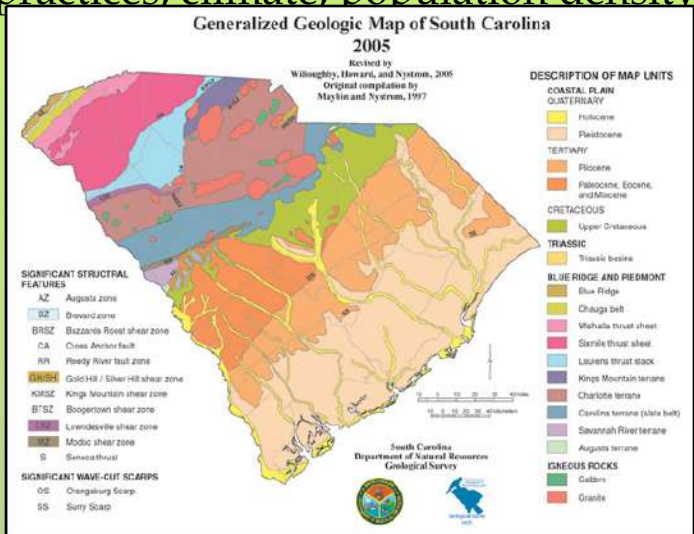 practices, climate, population density
Generalized Geologic Map of South Carolina
2005
Revised by
Willoughby, Howard, and Nystrom, 2005
Original compilation by
Maybin and Nystrom, 1997
DESCRIPTION OF MAP UNITS
COASTAL PLAIN
QUATERNARY
Holocene
Pleistocene
TERTIARY
Pliocene
Paleocene, Eocene,
and Miocene
CRETACEOUS
Upper Cretaceous
TRIASSIC
Triassic basins
BLUE RIDGE AND PIEDMONT
Blue Ridge
Chauga belt
Walhalla thrust sheet
Sixmile thrust sheet
Laurens thrust stack
Kings Mountain terrane
Charlotte terrane
Carolina terrane (slate belt)
Savannah River terrane
Augusta terrane
IGNEOUS ROCKS
Gabbro
Granite
SIGNIFICANT STRUCTRAL
FEATURES
AZ Augusta zone
BZ Brevard zone
BRSZ Buzzards Roost shear zone
CA Cross Anchor fault
RR Reedy River fault zone
GH/SH Gold Hill / Silver Hill shear zone
KMSZ Kings Mountain shear zone
BTSZ Boogertown shear zone
LSZ Lowndesville shear zone
MZ Modoc shear zone
S Seneca thrust
SIGNIFICANT WAVE-CUT SCARPS
OS Orangeburg Scarp
SS Surry Scarp
South Carolina
Department of Natural Resources
Geological Survey